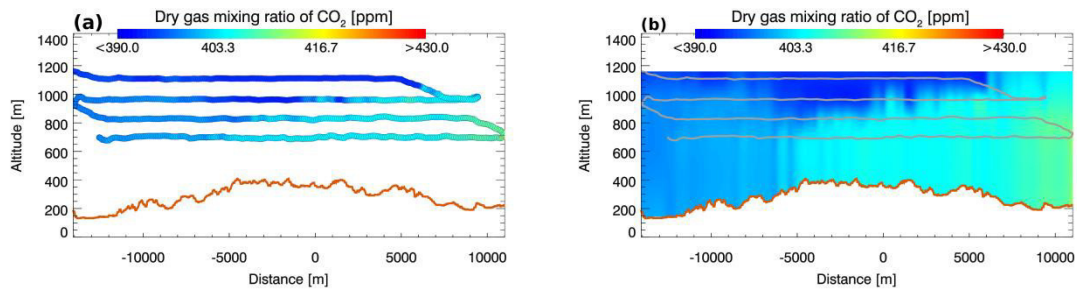 (a) Dry gas mixing ratio of CO₂ [ppm]
<390.0 403.3 416.7 >430.0
1400
1200
1000
800
600
400
200
0
Altitude [m]
-10000 -5000 0 5000 10000
Distance [m]
(b) Dry gas mixing ratio of CO₂ [ppm]
<390.0 403.3 416.7 >430.0
1400
1200
1000
800
600
400
200
0
Altitude [m]
-10000 -5000 0 5000 10000
Distance [m]